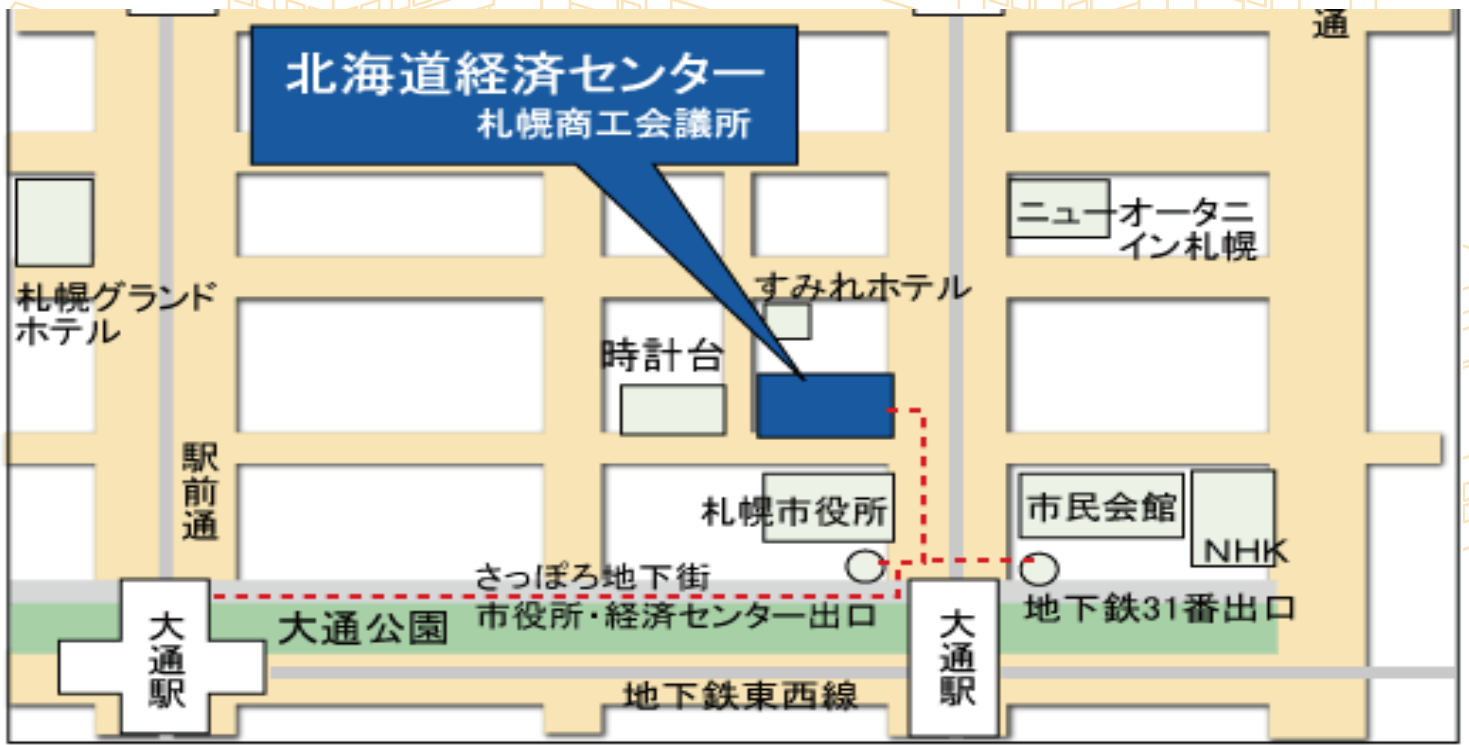 通
北海道経済センター
札幌商工会議所
ニューオータニ
イン札幌
札幌グランド
ホテル
すみれホテル
時計台
駅前通
札幌市役所
市民会館
NHK
さっぽろ地下街
市役所・経済センター出口
大通公園
地下鉄31番出口
大通駅
大通駅
地下鉄東西線